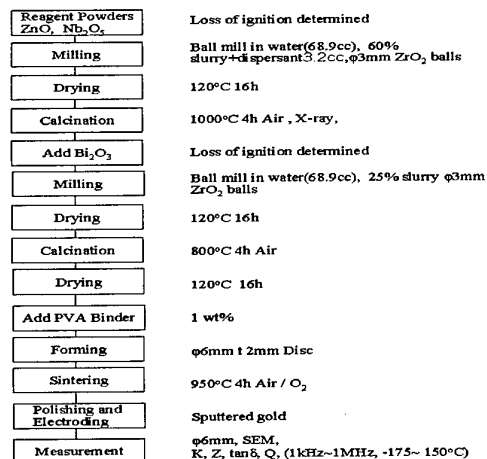 Reagent Powders
ZnO, Nb₂O₅
Loss of ignition determined
Milling
Ball mill in water(68.9cc), 60%
slurry+dispersant3.2cc,φ3mm ZrO₂ balls
Drying
120°C 16h
Calcination
1000°C 4h Air , X-ray,
Add Bi₂O₃
Loss of ignition determined
Milling
Ball mill in water(68.9cc), 25% slurry φ3mm
ZrO₂ balls
Drying
120°C 16h
Calcination
800°C 4h Air
Drying
120°C 16h
Add PVA Binder
1 wt%
Forming
φ6mm t 2mm Disc
Sintering
950°C 4h Air / O₂
Polishing and
Electroding
Sputtered gold
Measurement
φ6mm, SEM,
K, Z, tanδ, Q, (1kHz~1MHz, -175~ 150°C)